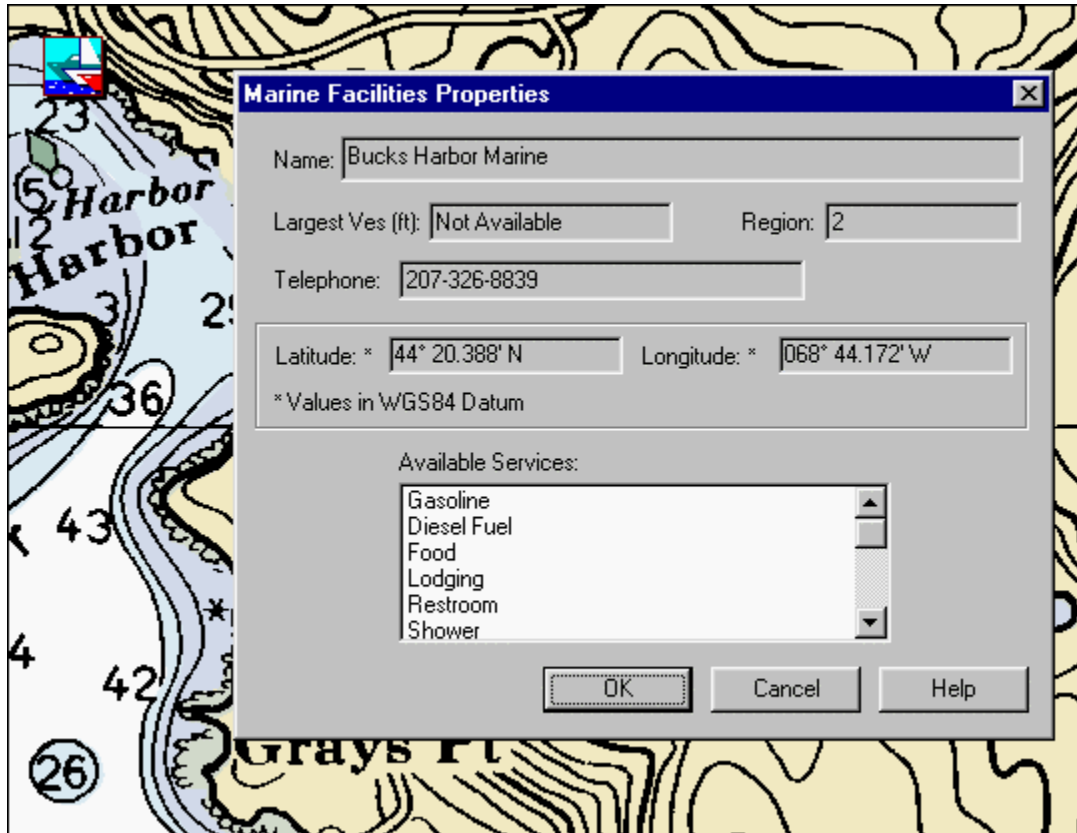 Marine Facilities Properties
Name: Bucks Harbor Marine
Largest Ves (ft): Not Available Region: 2
Telephone: 207-326-8839
Latitude: * 44° 20.388' N Longitude: * 068° 44.172' W
* Values in WGS84 Datum
Available Services:
Gasoline
Diesel Fuel
Food
Lodging
Restroom
Shower
OK Cancel Help
23
5
Harbor
12
Harbor
3
36
43
4
42
26
Grays Pt